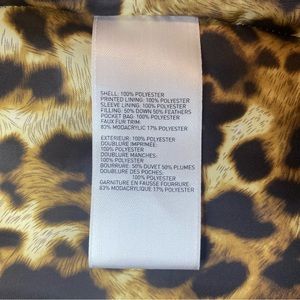 SHELL: 100% POLYESTER
PRINTED LINING: 100% POLYESTER
SLEEVE LINING: 100% POLYESTER
FILLING: 50% DOWN 50% FEATHERS
POCKET BAG: 100% POLYESTER
FAUX FUR TRIM:
83% MODACRYLIC 17% POLYESTER
EXTÉRIEUR: 100% POLYESTER
DOUBLURE IMPRIMÉE:
100% POLYESTER
DOUBLURE MANCHES:
100% POLYESTER
BOURRURE: 50% DUVET 50% PLUMES
DOUBLURE DES POCHES:
100% POLYESTER
GARNITURE EN FAUSSE FOURRURE:
83% MODACRYLIQUE 17% POLYESTER